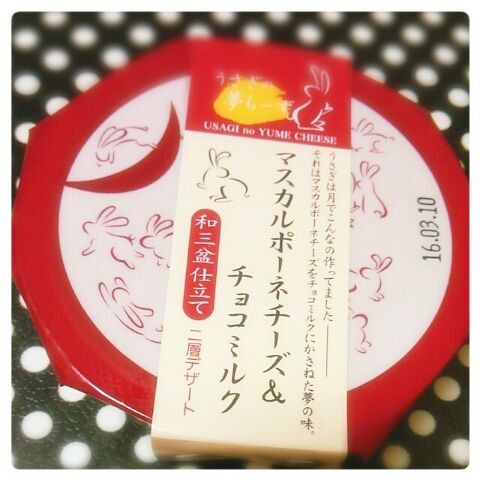 うさぎの
夢ちーず
USAGI no YUME CHEESE
うさぎは月でこんなの作ってました――
それはマスカルポーネチーズをチョコミルクにかさねた夢の味。
マスカルポーネチーズ&
チョコミルク
和三盆仕立て
二層デザート
16.03.10